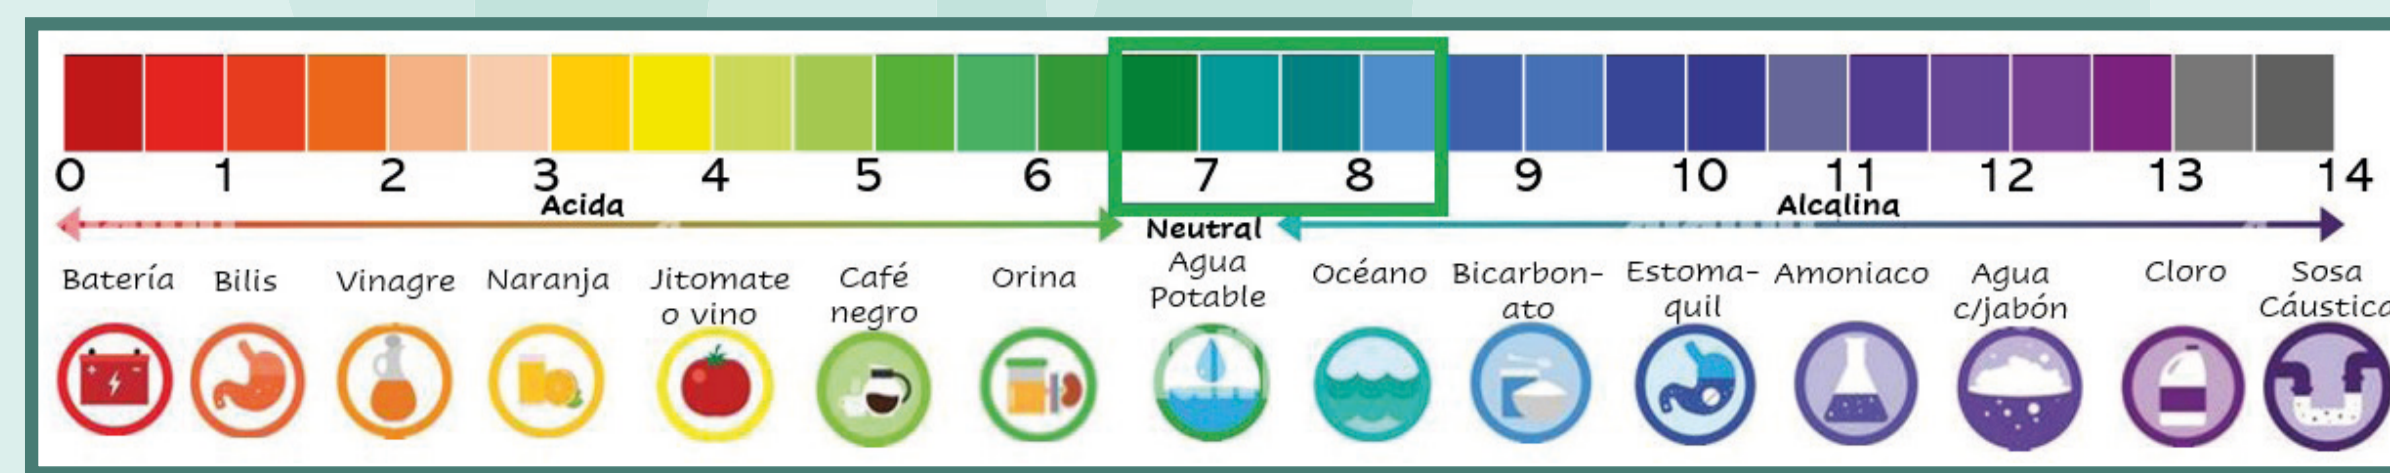 0 1 2 3 4 5 6 7 8 9 10 11 12 13 14
Acida
Alcalina
Neutral
Batería
Bilis
Vinagre
Naranja
Jitomate
o vino
Café
negro
Orina
Agua
Potable
Océano
Bicarbon-
ato
Estoma-
quil
Amoniaco
Agua
c/jabón
Cloro
Sosa
Cáustica